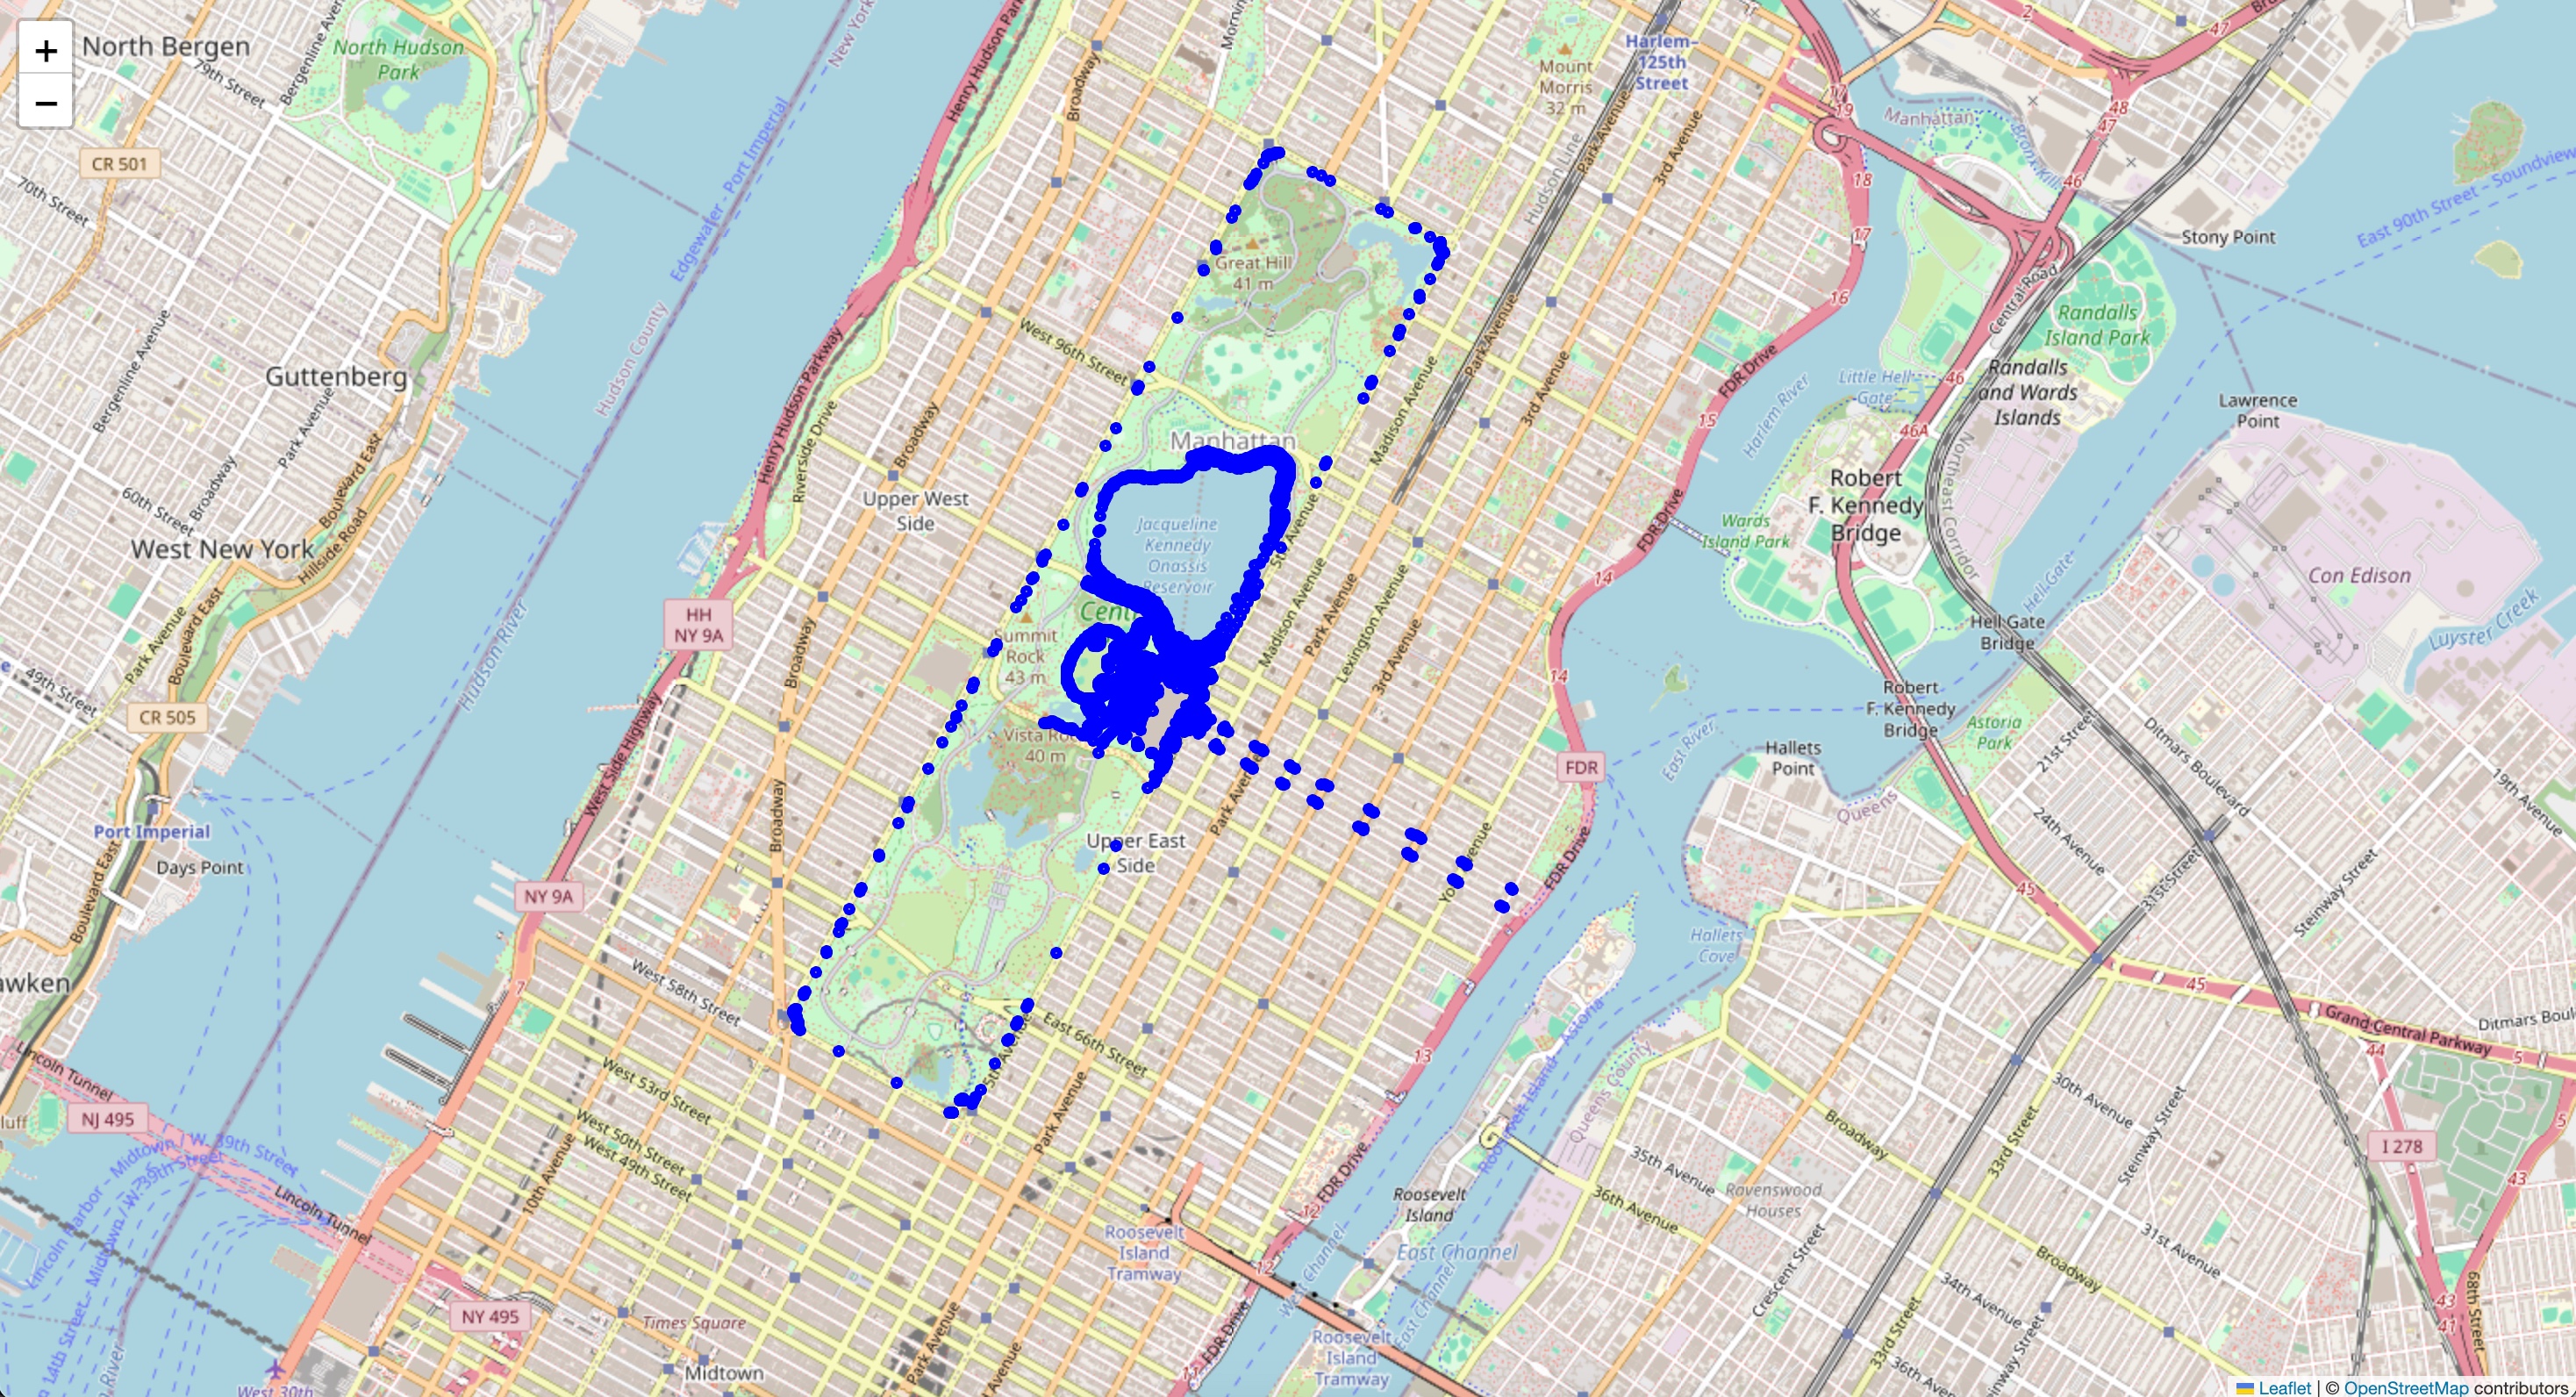 +
−
North Bergen
79th Street
Bergenline Aven
North Hudson
Park
CR 501
70th Street
Bergenline Avenue
Guttenberg
Park Avenue
60th Street
Broadway
Boulevard East
Hillside Road
West New York
Park Avenue
Boulevard East
49th Street
CR 505
Port Imperial
Days Point
Boulevard East
awken
Lincoln Tunnel
NJ 495
Lincoln Harbor - Midtown / W. 39th Street
14th Street - Midtown / W. 39th Street
Lincoln Tunnel
NY 495
West 30th
Hudson River
Edgewater - Port Imperial
Hudson County
New York
Henry Hudson Park
Henry Hudson Parkway
Riverside Drive
Broadway
Morning
West 96th Street
Upper West
Side
Broadway
HH
NY 9A
West Side Highway
NY 9A
Broadway
Broadway
7
West 58th Street
West 53rd Street
West 50th Street
West 49th Street
10th Avenue
Times Square
Midtown
Park Avenue
Great Hill
41 m
Manhattan
Jacqueline
Kennedy
Onassis
Reservoir
Centr
Summit
Rock
43 m
Vista Ro
40 m
Upper East
Side
5th Avenue
East 66th Street
5th Avenue
Park Avenue
Madison Avenue
Madison Avenue
Park Avenue
Park Avenue
Park Avenue
Lexington Avenue
3rd Avenue
3rd Avenue
3rd Avenue
Park Avenue
Hudson Line
Mount
Morris
32 m
Harlem–
125th
Street
17
19
18
17
16
15
14
14
FDR Drive
FDR Drive
FDR
FDR Drive
13
FDR Drive
12
12
FDR Drive
11
Roosevelt
Island
Tramway
Roosevelt
Island
Tramway
Roosevelt
Island
West Channel
East Channel
East Channel
Roosevelt Island - Astoria
Queens County
Harlem River
East River
Manhattan
Bronx Kill
2
47
48
47
46
46
46A
Central Road
Randalls
Island Park
Randalls
and Wards
Islands
Little Hell
Gate
Robert
F. Kennedy
Bridge
Wards
Island Park
Northeast Corridor
Stony Point
East 90th Street - Soundview
Lawrence
Point
Con Edison
Luyster Creek
Hell Gate
Hell Gate
Bridge
Robert
F. Kennedy
Bridge
Astoria
Park
Hallets
Point
Queens
Hallets
Cove
21st Street
24th Avenue
Ditmars Boulevard
19th Avenue
31st Street
Steinway Street
45
45
Grand Central Parkway
Ditmars Boul
5
44
I 278
5
43
43
41
68th Street
30th Avenue
31st Avenue
Broadway
Broadway
33rd Street
33rd Street
Steinway Street
35th Avenue
36th Avenue
Ravenswood
Houses
Crescent Street
34th Avenue
36th Aven
Leaflet | © OpenStreetMap contributors